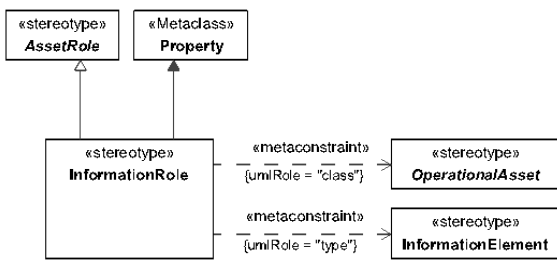 «stereotype»
AssetRole
«Metaclass»
Property
«stereotype»
InformationRole
«metaconstraint»
{umlRole = "class"}
«stereotype»
OperationalAsset
«metaconstraint»
{umlRole = "type"}
«stereotype»
InformationElement